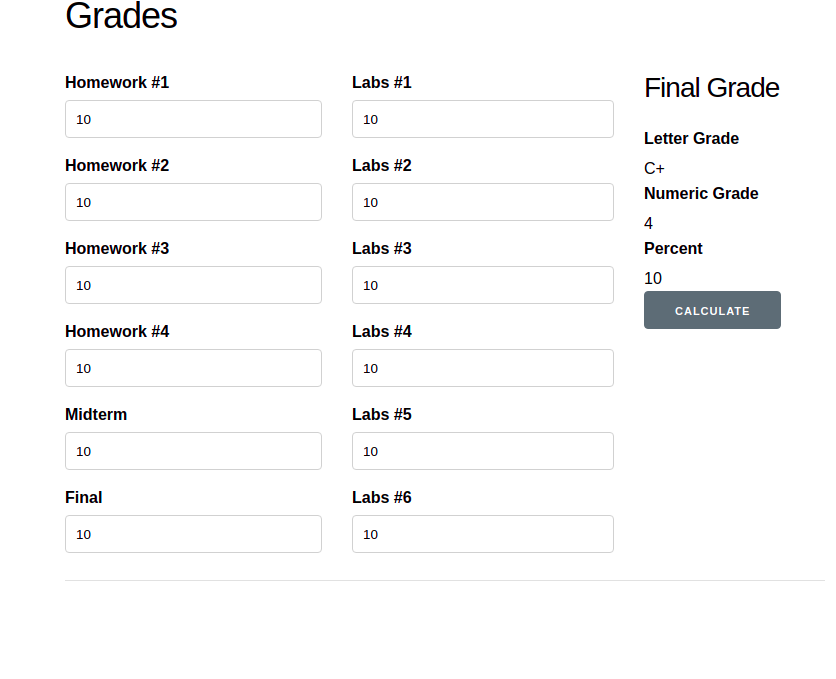 Grades
Homework #1
10
Homework #2
10
Homework #3
10
Homework #4
10
Midterm
10
Final
10
Labs #1
10
Labs #2
10
Labs #3
10
Labs #4
10
Labs #5
10
Labs #6
10
Final Grade
Letter Grade
C+
Numeric Grade
4
Percent
10
CALCULATE